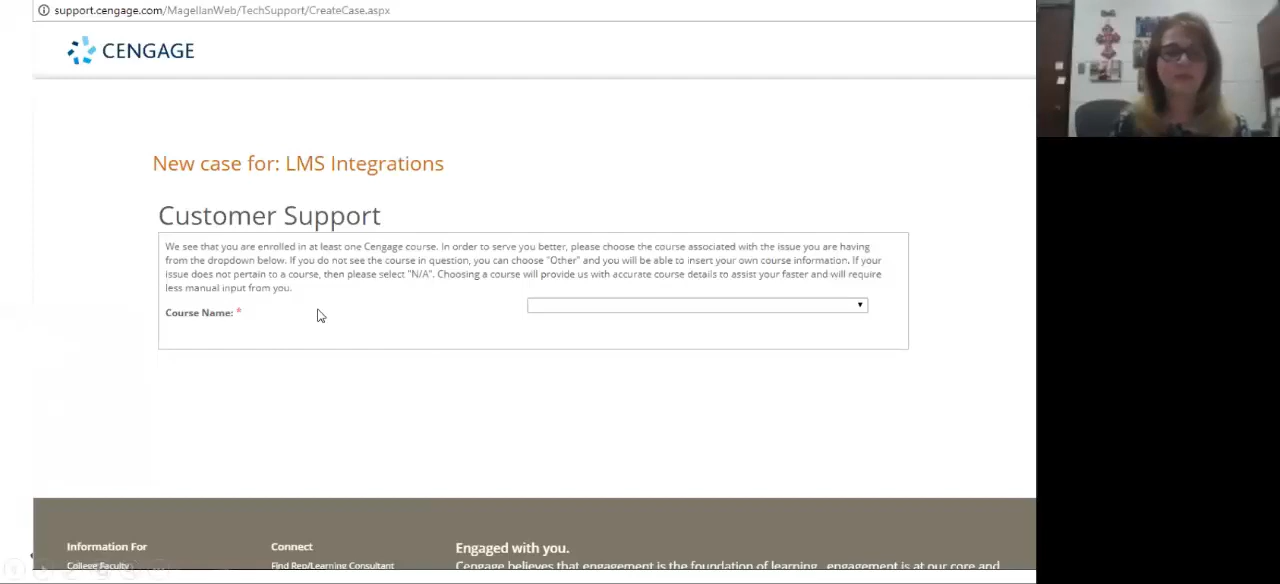 support.cengage.com/MagellanWeb/TechSupport/CreateCase.aspx
CENGAGE
New case for: LMS Integrations
Customer Support
We see that you are enrolled in at least one Cengage course. In order to serve you better, please choose the course associated with the issue you are having
from the dropdown below. If you do not see the course in question, you can choose "Other" and you will be able to insert your own course information. If your
issue does not pertain to a course, then please select "N/A". Choosing a course will provide us with accurate course details to assist your faster and will require
less manual input from you.
Course Name: *
Information For
Connect
Engaged with you.
College Faculty
Find Rep/Learning Consultant
Cengage believes that engagement is the foundation of learning. engagement is at our core and